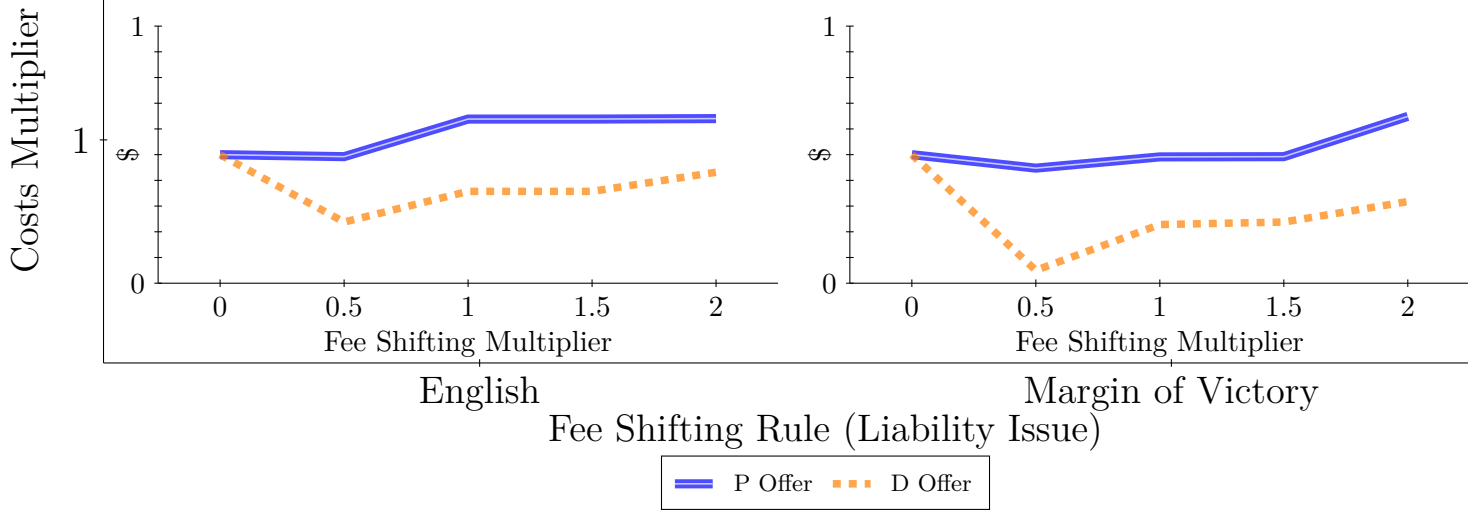 Costs Multiplier
1
1
$
0
0 0.5 1 1.5 2
Fee Shifting Multiplier
1
$
0
0 0.5 1 1.5 2
Fee Shifting Multiplier
English
Margin of Victory
Fee Shifting Rule (Liability Issue)
P Offer D Offer